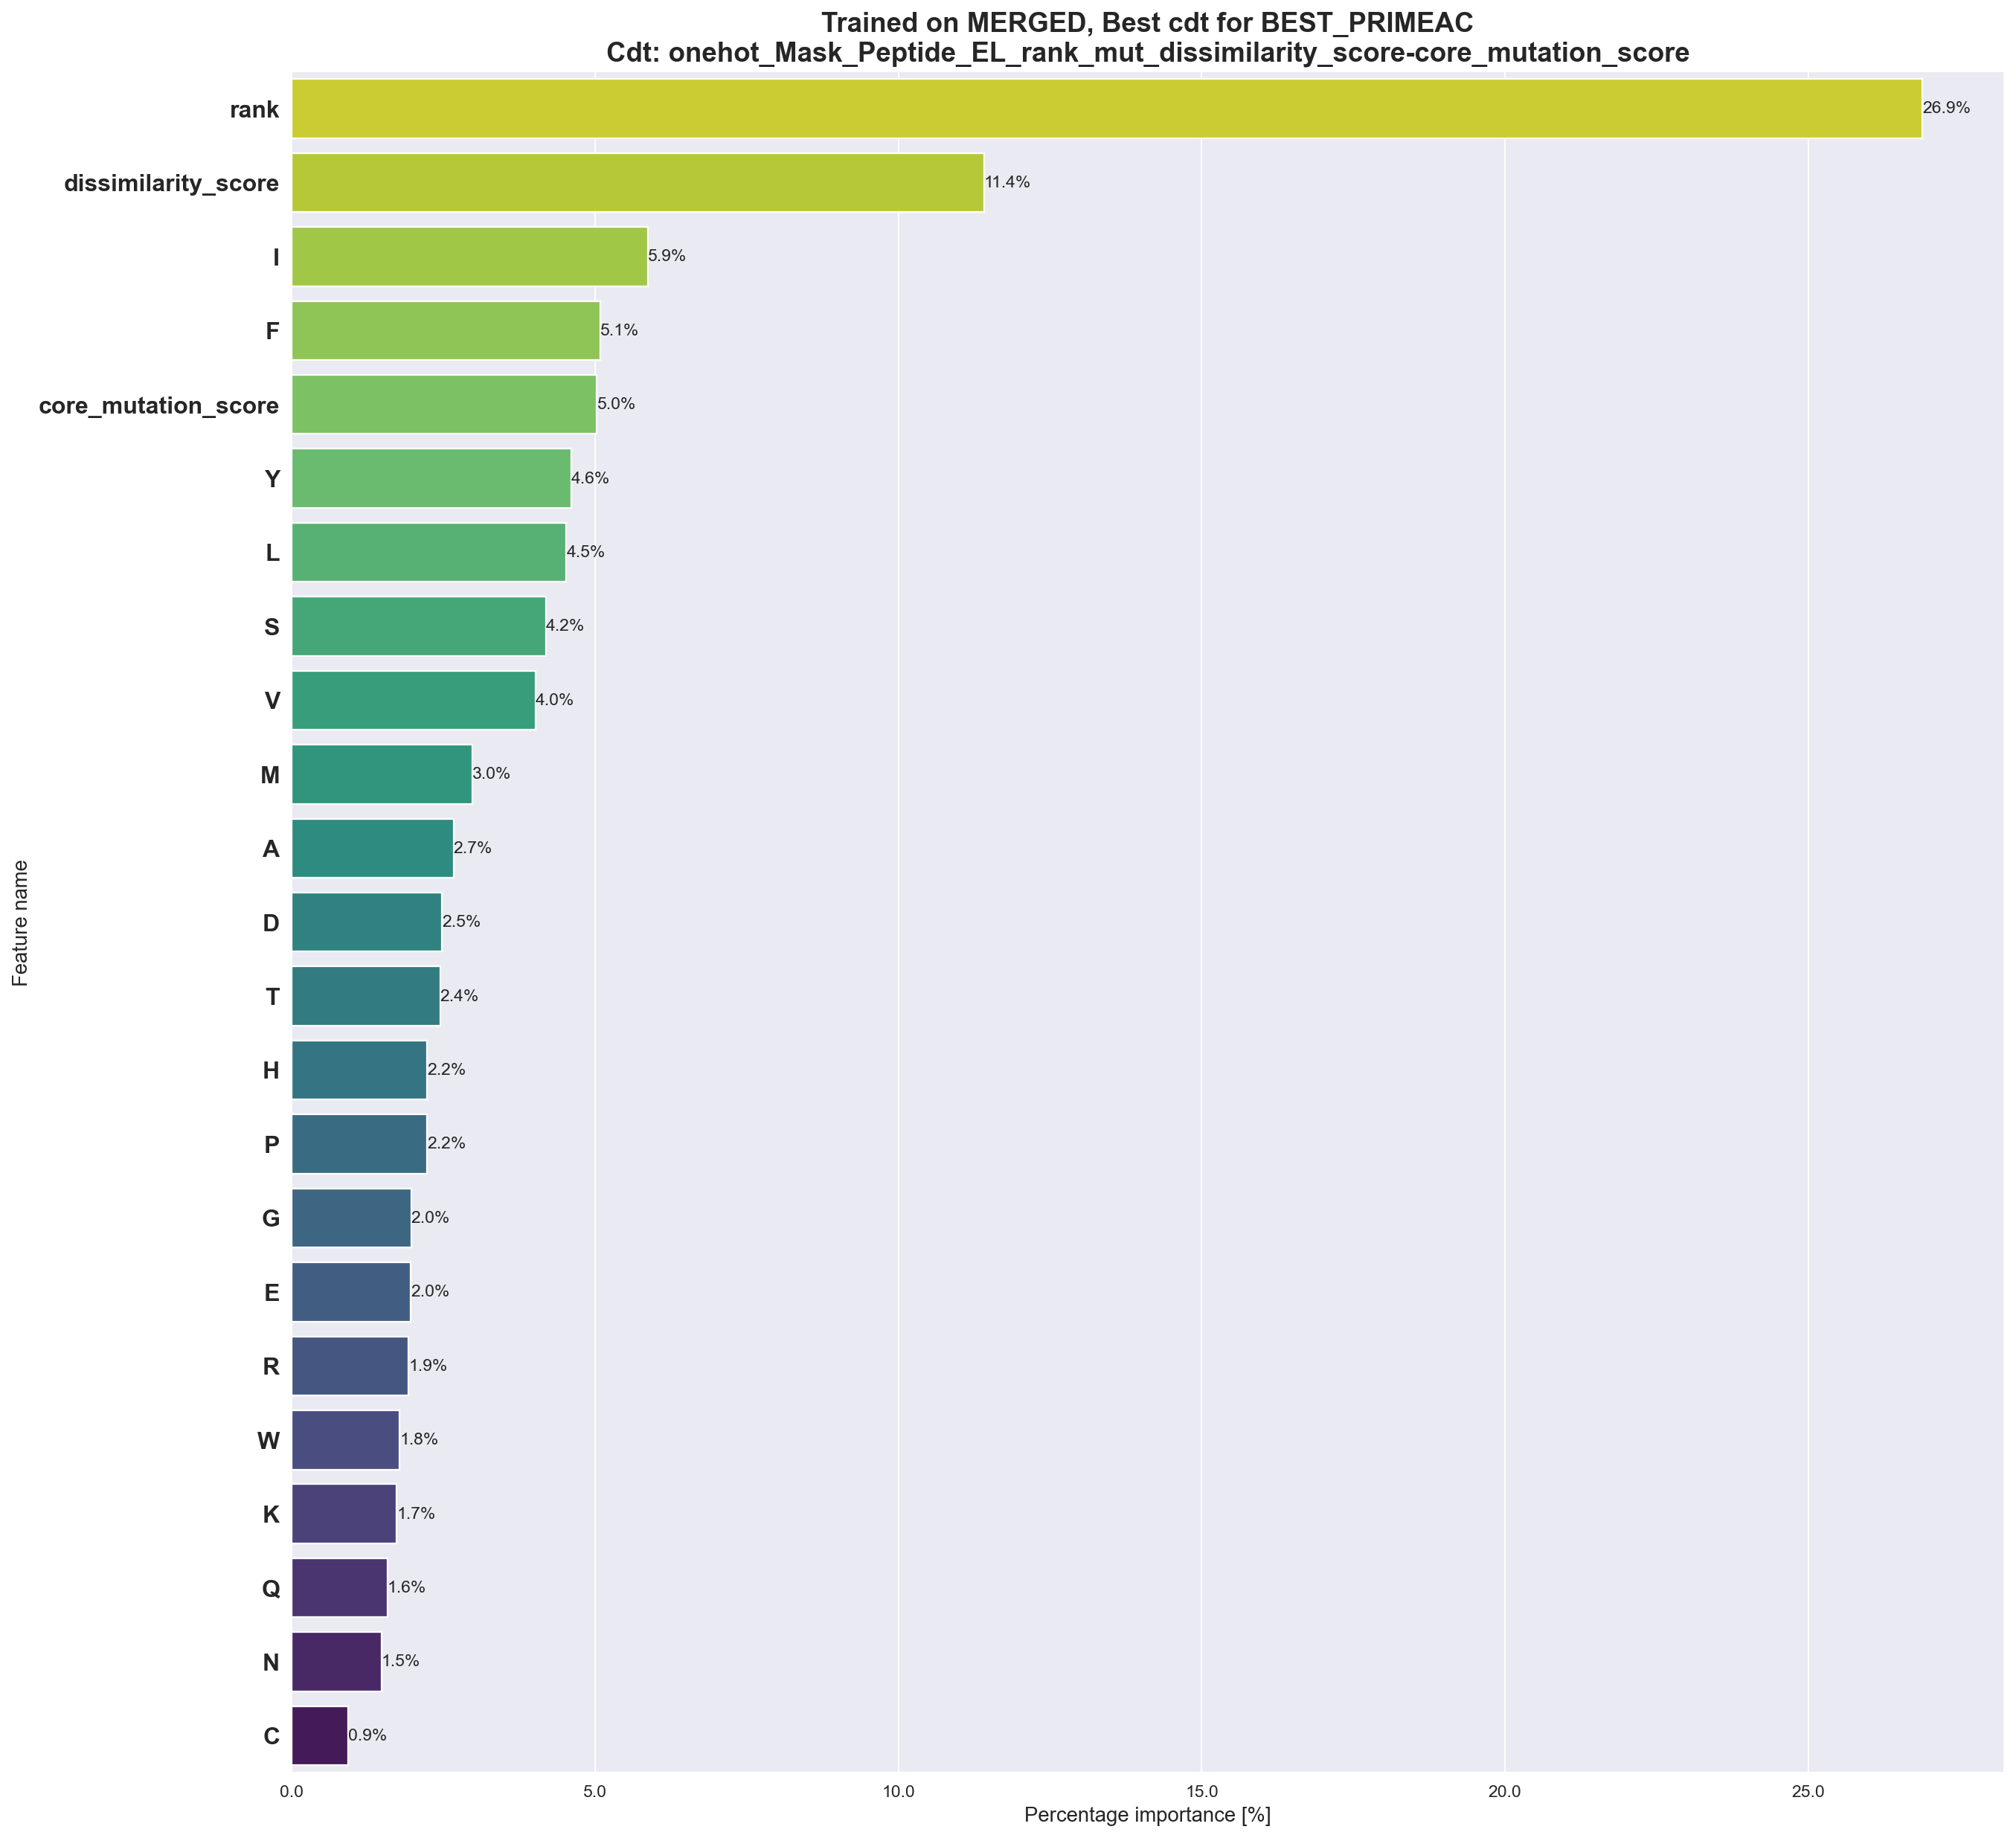 Trained on MERGED, Best cdt for BEST_PRIMEAC
Cdt: onehot_Mask_Peptide_EL_rank_mut_dissimilarity_score-core_mutation_score
Feature name
rank 26.9%
dissimilarity_score 11.4%
I 5.9%
F 5.1%
core_mutation_score 5.0%
Y 4.6%
L 4.5%
S 4.2%
V 4.0%
M 3.0%
A 2.7%
D 2.5%
T 2.4%
H 2.2%
P 2.2%
G 2.0%
E 2.0%
R 1.9%
W 1.8%
K 1.7%
Q 1.6%
N 1.5%
C 0.9%
0.0 5.0 10.0 15.0 20.0 25.0
Percentage importance [%]